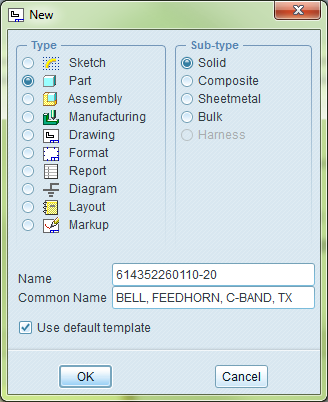 New
Type
Sketch
Part
Assembly
Manufacturing
Drawing
Format
Report
Diagram
Layout
Markup
Sub-type
Solid
Composite
Sheetmetal
Bulk
Harness
Name 614352260110-20
Common Name BELL, FEEDHORN, C-BAND, TX
Use default template
OK Cancel